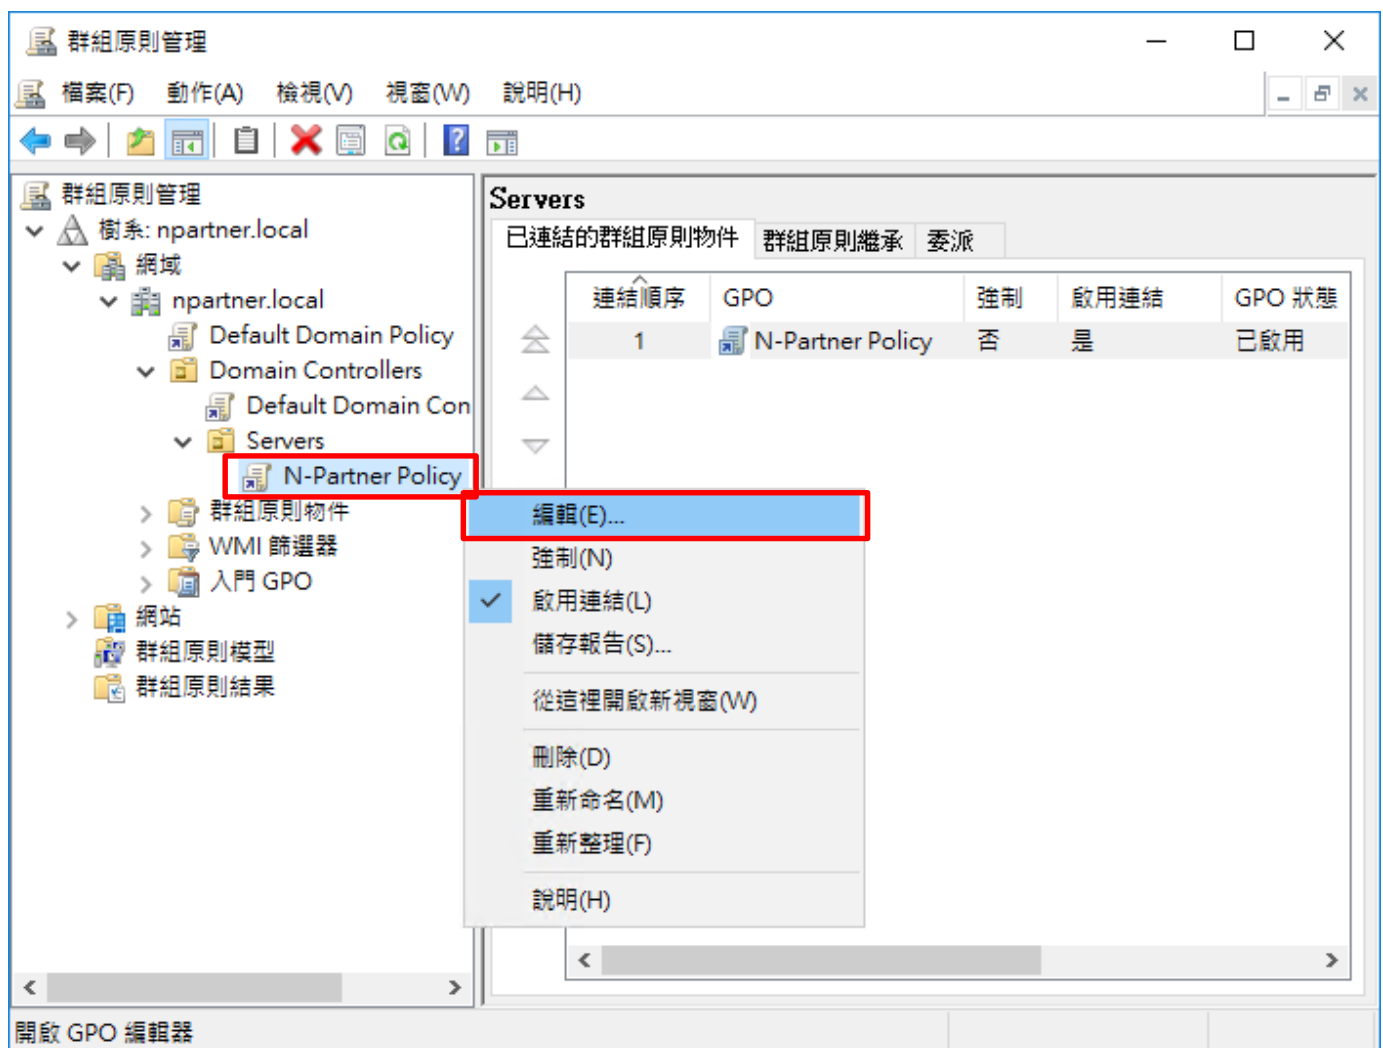 群組原則管理
檔案(F) 動作(A) 檢視(V) 視窗(W) 說明(H)
群組原則管理
樹系: npartner.local
網域
npartner.local
Default Domain Policy
Domain Controllers
Default Domain Con
Servers
N-Partner Policy
群組原則物件
WMI 篩選器
入門 GPO
網站
群組原則模型
群組原則結果
Servers
已連結的群組原則物件 群組原則繼承 委派
連結順序 GPO 強制 啟用連結 GPO 狀態
1 N-Partner Policy 否 是 已啟用
編輯(E)...
強制(N)
啟用連結(L)
儲存報告(S)...
從這裡開啟新視窗(W)
刪除(D)
重新命名(M)
重新整理(F)
說明(H)
開啟 GPO 編輯器